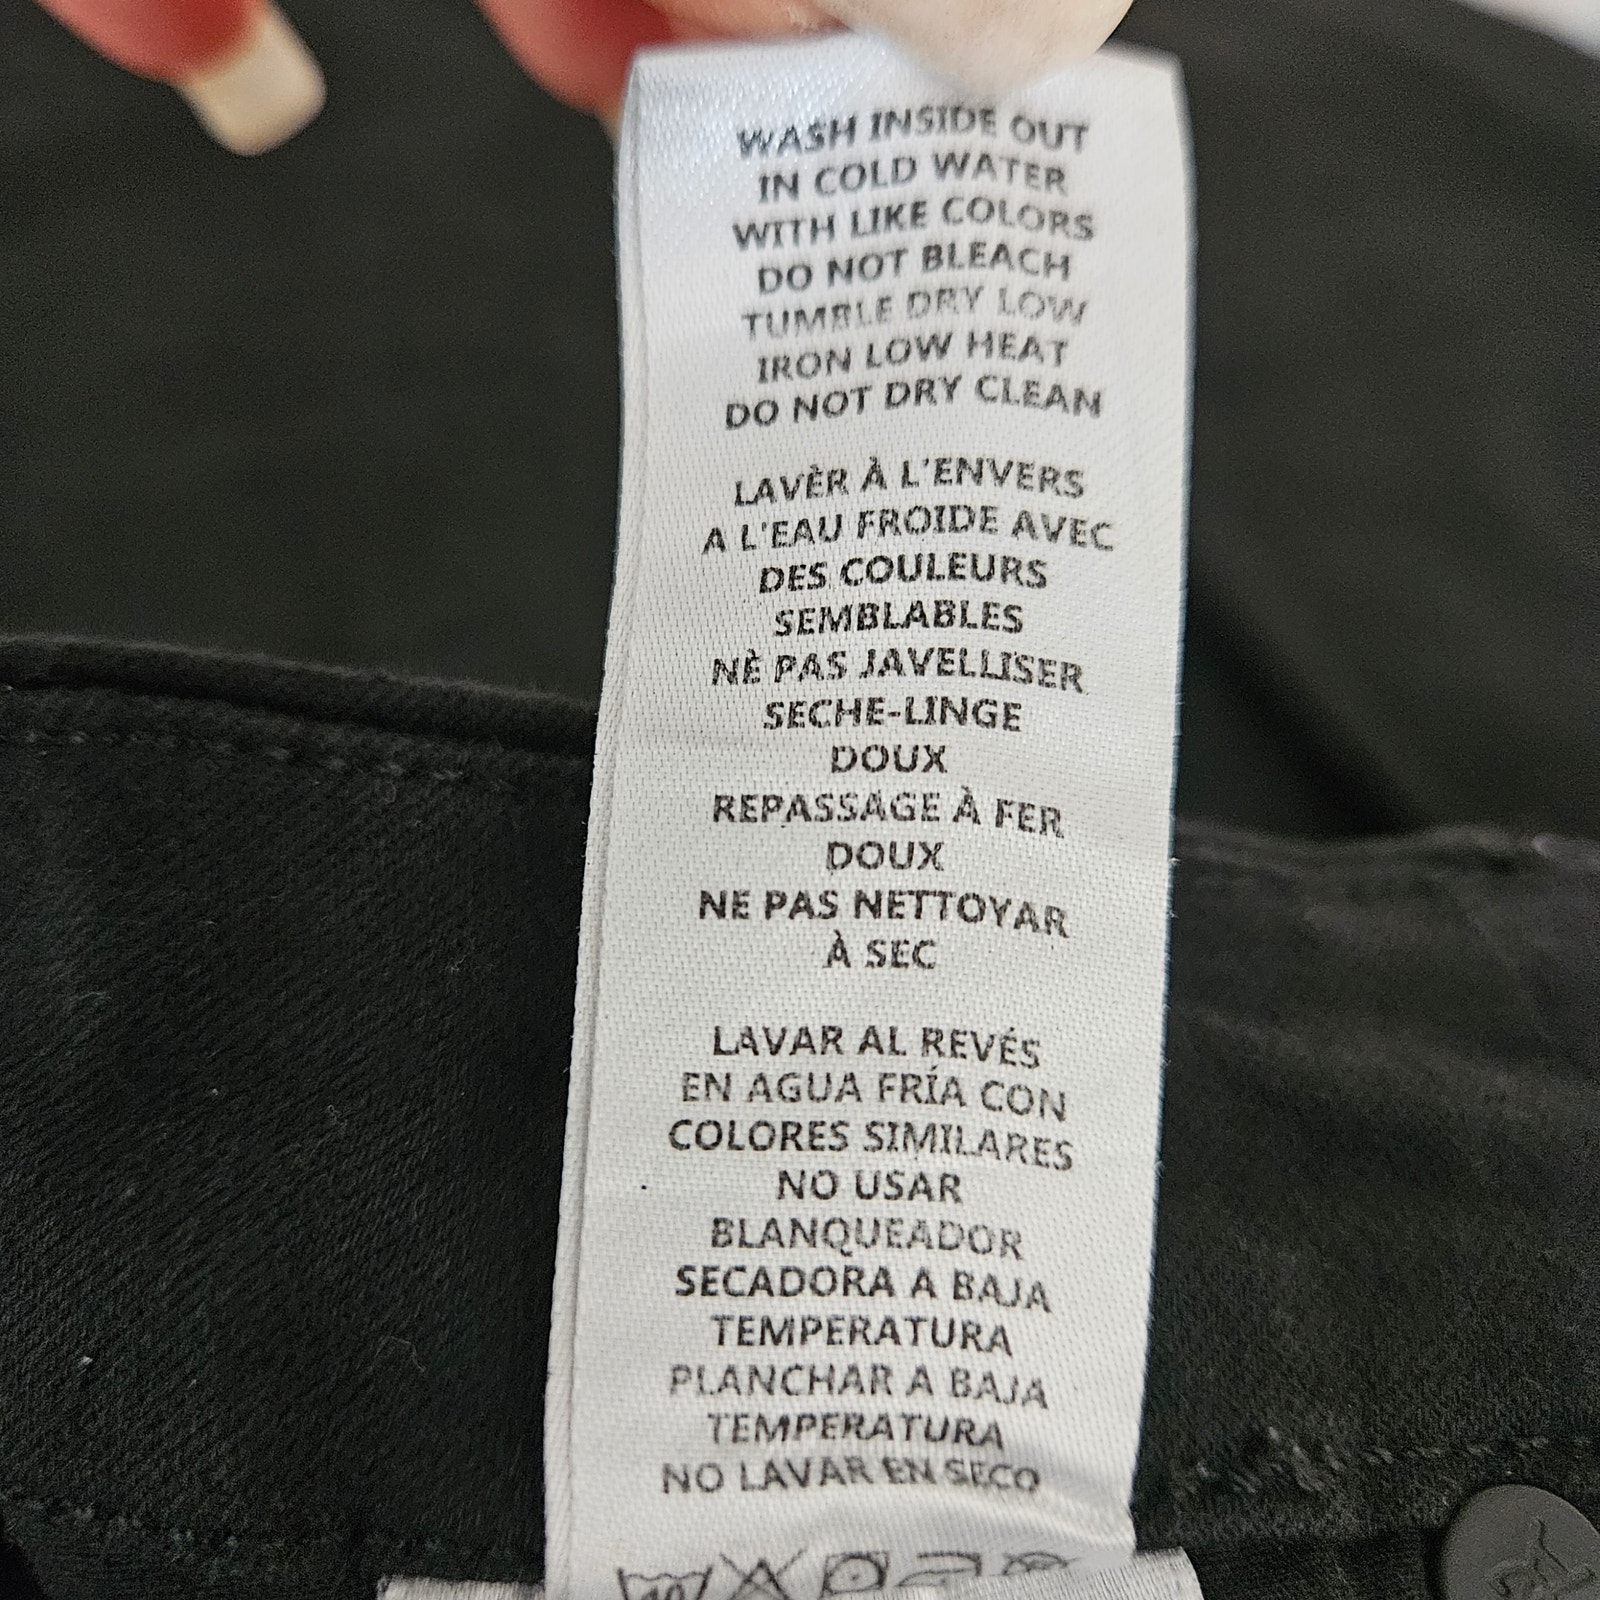 WASH INSIDE OUT
IN COLD WATER
WITH LIKE COLORS
DO NOT BLEACH
TUMBLE DRY LOW
IRON LOW HEAT
DO NOT DRY CLEAN
LAVÈR À L'ENVERS
A L'EAU FROIDE AVEC
DES COULEURS
SEMBLABLES
NÈ PAS JAVELLISER
SECHE-LINGE
DOUX
REPASSAGE À FER
DOUX
NE PAS NETTOYAR
À SEC
LAVAR AL REVÉS
EN AGUA FRÍA CON
COLORES SIMILARES
NO USAR
BLANQUEADOR
SECADORA A BAJA
TEMPERATURA
PLANCHAR A BAJA
TEMPERATURA
NO LAVAR EN SECO